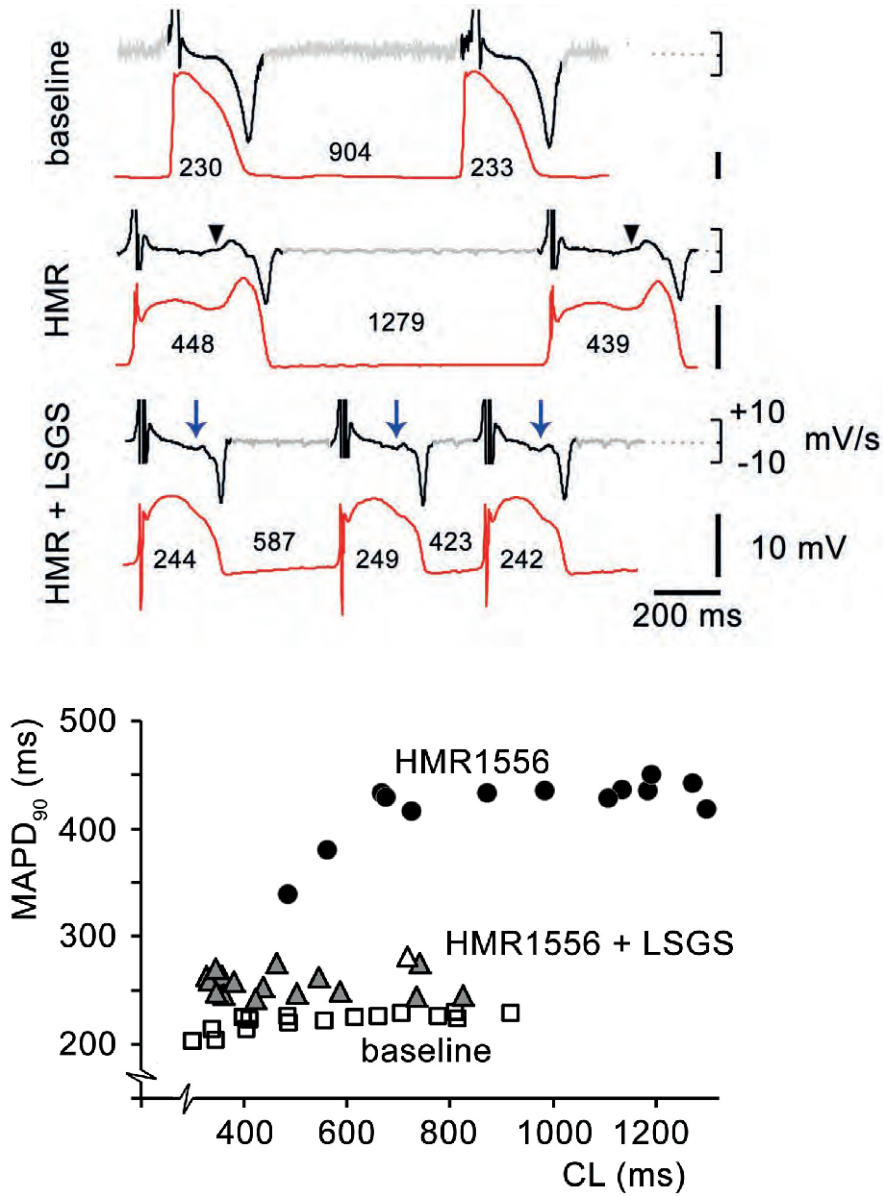 baseline
230
904
233
HMR
448
1279
439
HMR + LSGS
244
587
249
423
242
+10
-10
mV/s
10 mV
200 ms
MAPD90 (ms)
500
400
300
200
HMR1556
HMR1556 + LSGS
baseline
400
600
800
1000
1200
CL (ms)